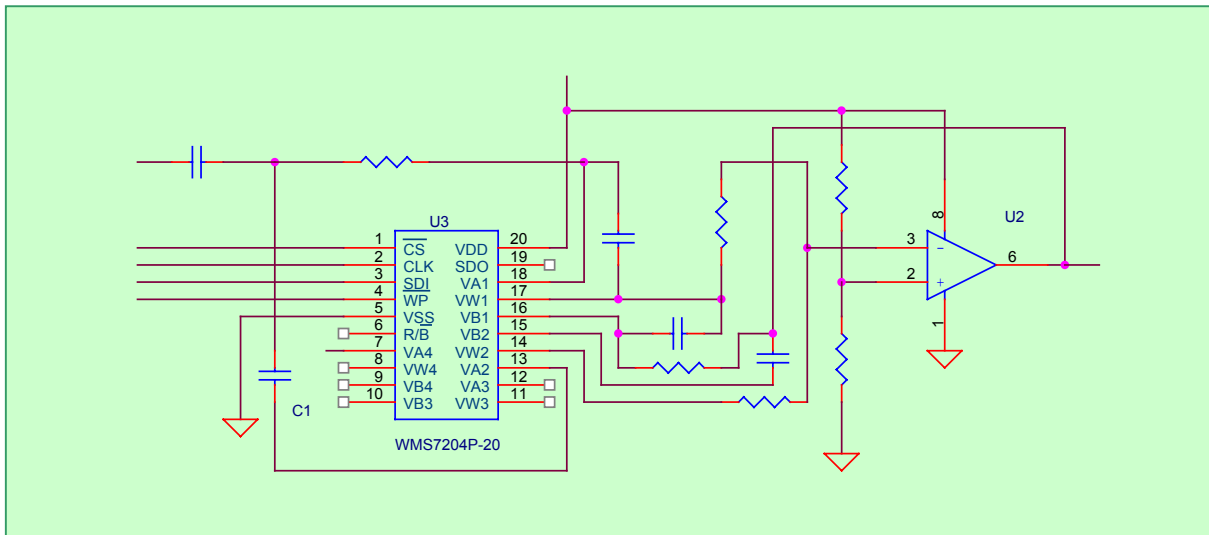 U3
1 CS VDD 20
2 CLK SDO 19
3 SDI VA1 18
4 WP VW1 17
5 VSS VB1 16
6 R/B VB2 15
7 VA4 VW2 14
8 VW4 VA2 13
9 VB4 VA3 12
10 VB3 VW3 11
WMS7204P-20
C1
U2
8
3 −
2 +
6
1